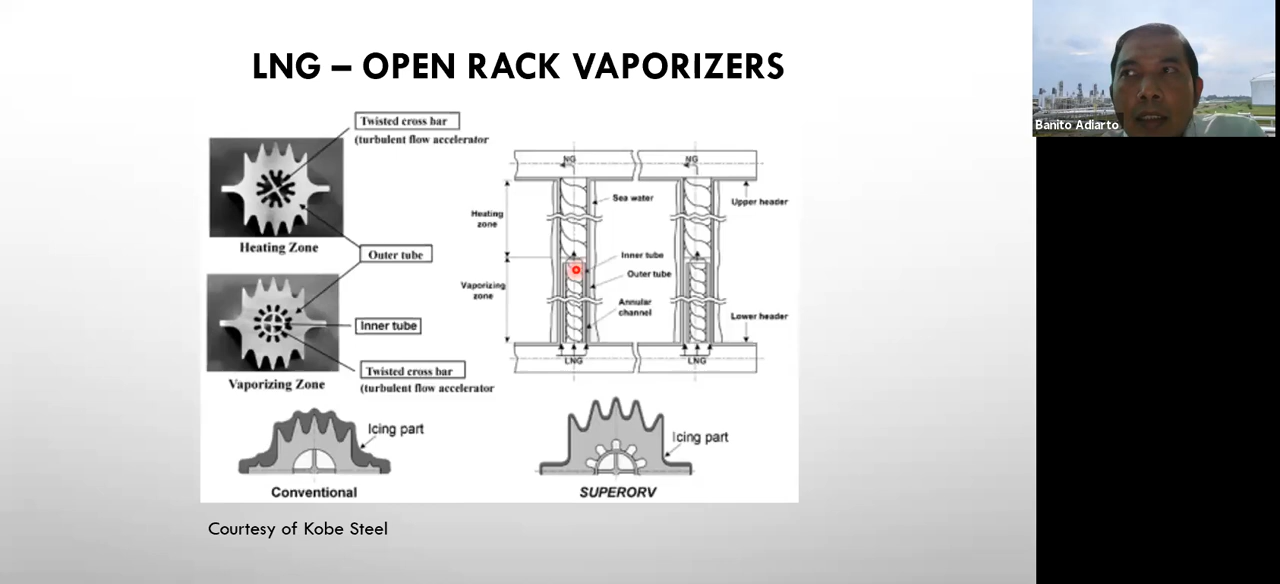 LNG – OPEN RACK VAPORIZERS
Banito Adiarto
Twisted cross bar
(turbulent flow accelerator
Heating Zone
Outer tube
Inner tube
Twisted cross bar
(turbulent flow accelerator
Vaporizing Zone
NG
NG
Sea water
Upper header
Heating
zone
Inner tube
Outer tube
Vaporizing
zone
Annular
channel
Lower header
LNG
LNG
Icing part
Conventional
Icing part
SUPERORV
Courtesy of Kobe Steel